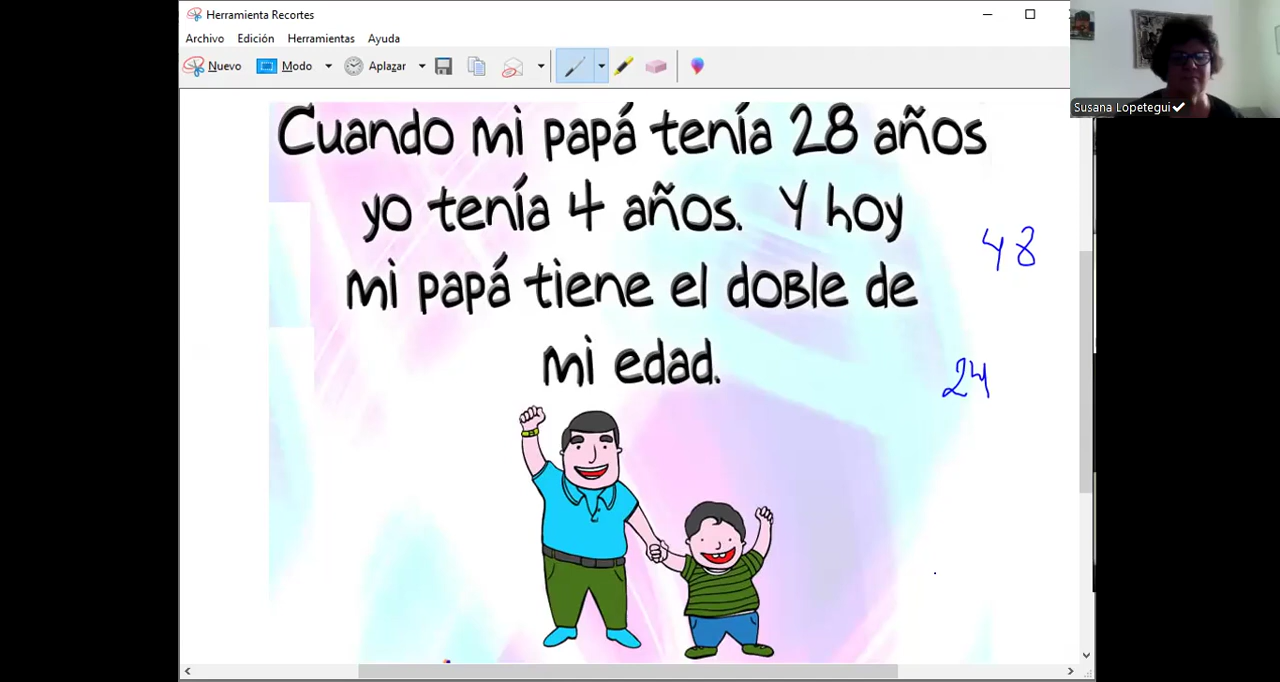 Herramienta Recortes
Archivo Edición Herramientas Ayuda
Nuevo Modo Aplazar
Susana Lopetegui
Cuando mi papá tenía 28 años
yo tenía 4 años. Y hoy
mi papá tiene el doble de
mi edad.
48
24